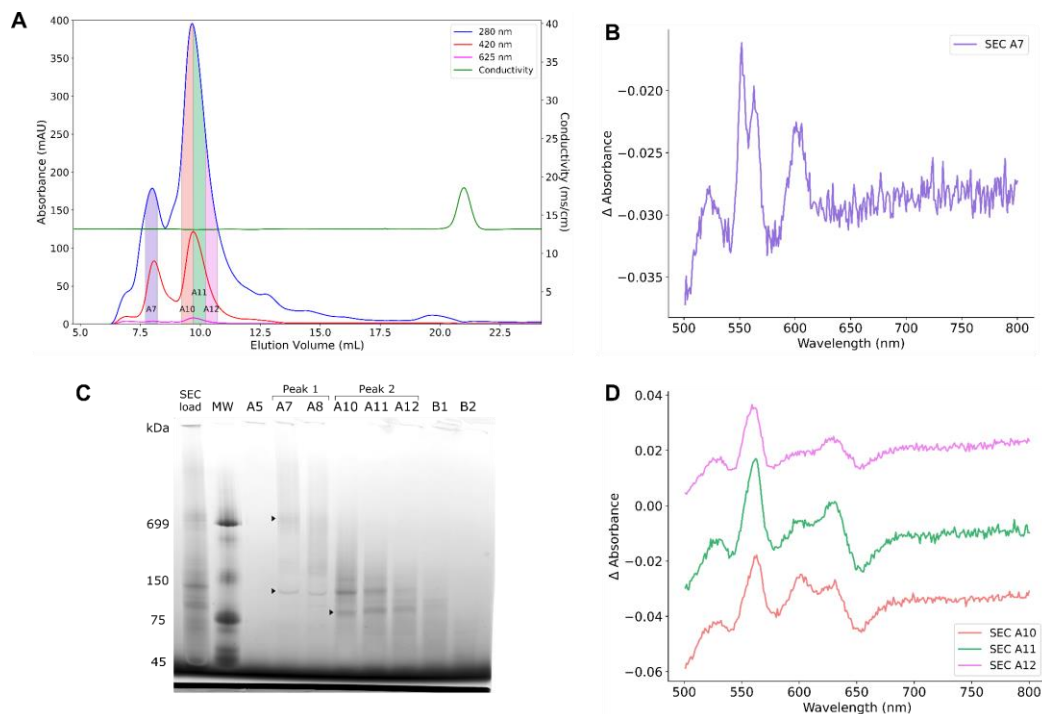 A
280 nm
420 nm
625 nm
Conductivity
400
350
300
250
200
150
100
50
0
Absorbance (mAU)
40
35
30
25
20
15
10
5
Conductivity (ms/cm)
A7
A10
A11
A12
5.0 7.5 10.0 12.5 15.0 17.5 20.0 22.5
Elution Volume (mL)
B
SEC A7
−0.020
−0.025
−0.030
−0.035
Δ Absorbance
500 550 600 650 700 750 800
Wavelength (nm)
C
Peak 1 Peak 2
SEC load MW A5 A7 A8 A10 A11 A12 B1 B2
kDa
699
150
75
45
D
0.04
0.02
0.00
−0.02
−0.04
−0.06
Δ Absorbance
SEC A10
SEC A11
SEC A12
500 550 600 650 700 750 800
Wavelength (nm)